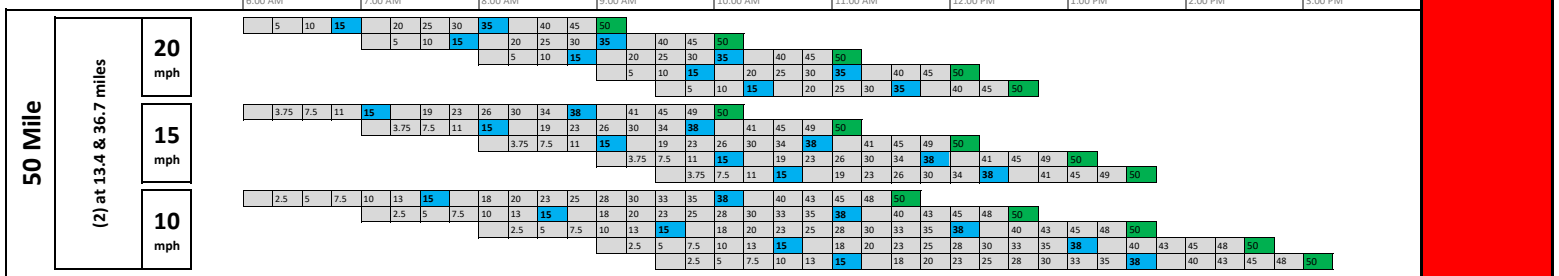 6:00 AM 7:00 AM 8:00 AM 9:00 AM 10:00 AM 11:00 AM 12:00 PM 1:00 PM 2:00 PM 3:00 PM
50 Mile
(2) at 13.4 & 36.7 miles
20 mph
5 10 15 20 25 30 35 40 45 50
5 10 15 20 25 30 35 40 45 50
5 10 15 20 25 30 35 40 45 50
5 10 15 20 25 30 35 40 45 50
5 10 15 20 25 30 35 40 45 50
15 mph
3.75 7.5 11 15 19 23 26 30 34 38 41 45 49 50
3.75 7.5 11 15 19 23 26 30 34 38 41 45 49 50
3.75 7.5 11 15 19 23 26 30 34 38 41 45 49 50
3.75 7.5 11 15 19 23 26 30 34 38 41 45 49 50
3.75 7.5 11 15 19 23 26 30 34 38 41 45 49 50
10 mph
2.5 5 7.5 10 13 15 18 20 23 25 28 30 33 35 38 40 43 45 48 50
2.5 5 7.5 10 13 15 18 20 23 25 28 30 33 35 38 40 43 45 48 50
2.5 5 7.5 10 13 15 18 20 23 25 28 30 33 35 38 40 43 45 48 50
2.5 5 7.5 10 13 15 18 20 23 25 28 30 33 35 38 40 43 45 48 50
2.5 5 7.5 10 13 15 18 20 23 25 28 30 33 35 38 40 43 45 48 50